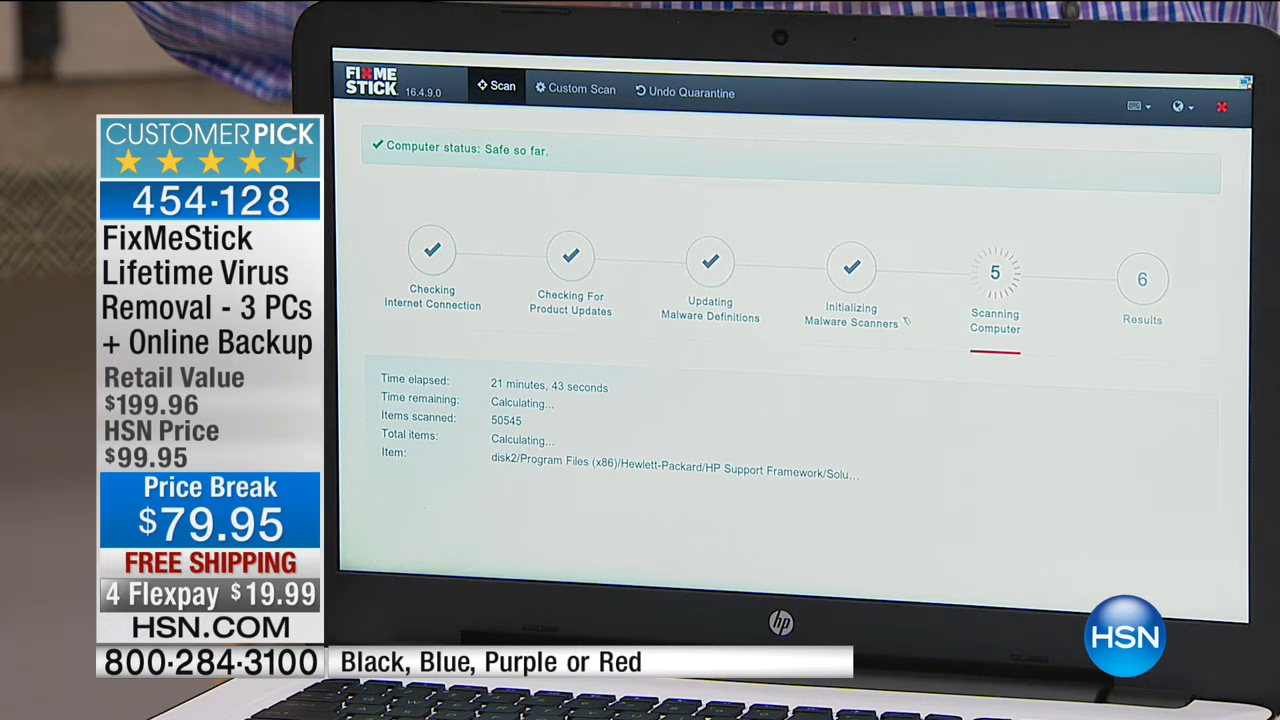 CUSTOMERPICK
454·128
FixMeStick
Lifetime Virus
Removal - 3 PCs
+ Online Backup
Retail Value
$199.96
HSN Price
$99.95
Price Break
$79.95
FREE SHIPPING
4 Flexpay $19.99
HSN.COM
800·284·3100
Black, Blue, Purple or Red
FIXME
STICK 16.4.9.0
Scan
Custom Scan
Undo Quarantine
Computer status: Safe so far.
Checking
Internet Connection
Checking For
Product Updates
Updating
Malware Definitions
Initializing
Malware Scanners
5
Scanning
Computer
6
Results
Time elapsed: 21 minutes, 43 seconds
Time remaining: Calculating...
Items scanned: 50545
Total items: Calculating...
Item: disk2/Program Files (x86)/Hewlett-Packard/HP Support Framework/Solu...
hp
HSN